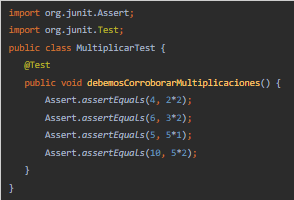 import org.junit.Assert;
import org.junit.Test;
public class MultiplicarTest {
@Test
public void debemosCorroborarMultiplicaciones() {
Assert.assertEquals(4, 2*2);
Assert.assertEquals(6, 3*2);
Assert.assertEquals(5, 5*1);
Assert.assertEquals(10, 5*2);
}
}